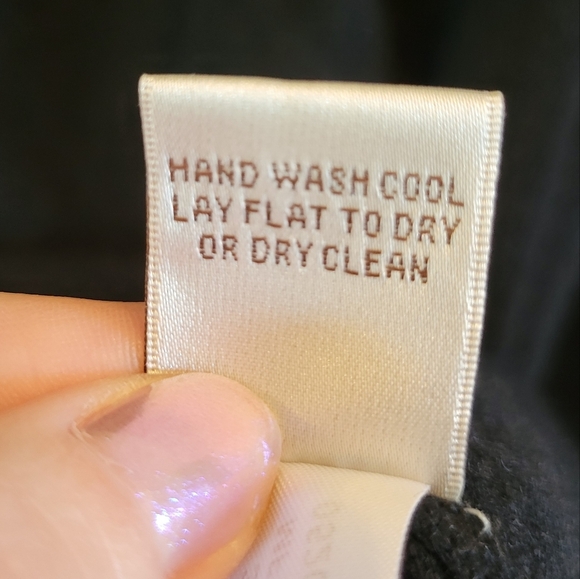 HAND WASH COOL
LAY FLAT TO DRY
OR DRY CLEAN